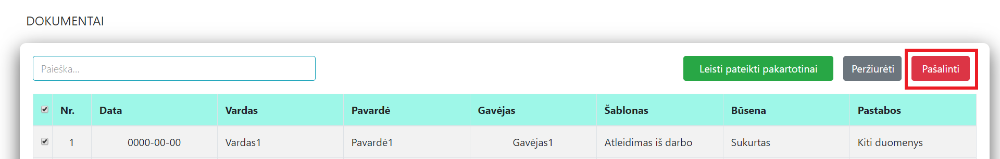 DOKUMENTAI
Paieška...
Leisti pateikti pakartotinai
Peržiūrėti
Pašalinti
Nr. Data Vardas Pavardė Gavėjas Šablonas Būsena Pastabos
1 0000-00-00 Vardas1 Pavardė1 Gavėjas1 Atleidimas iš darbo Sukurtas Kiti duomenys